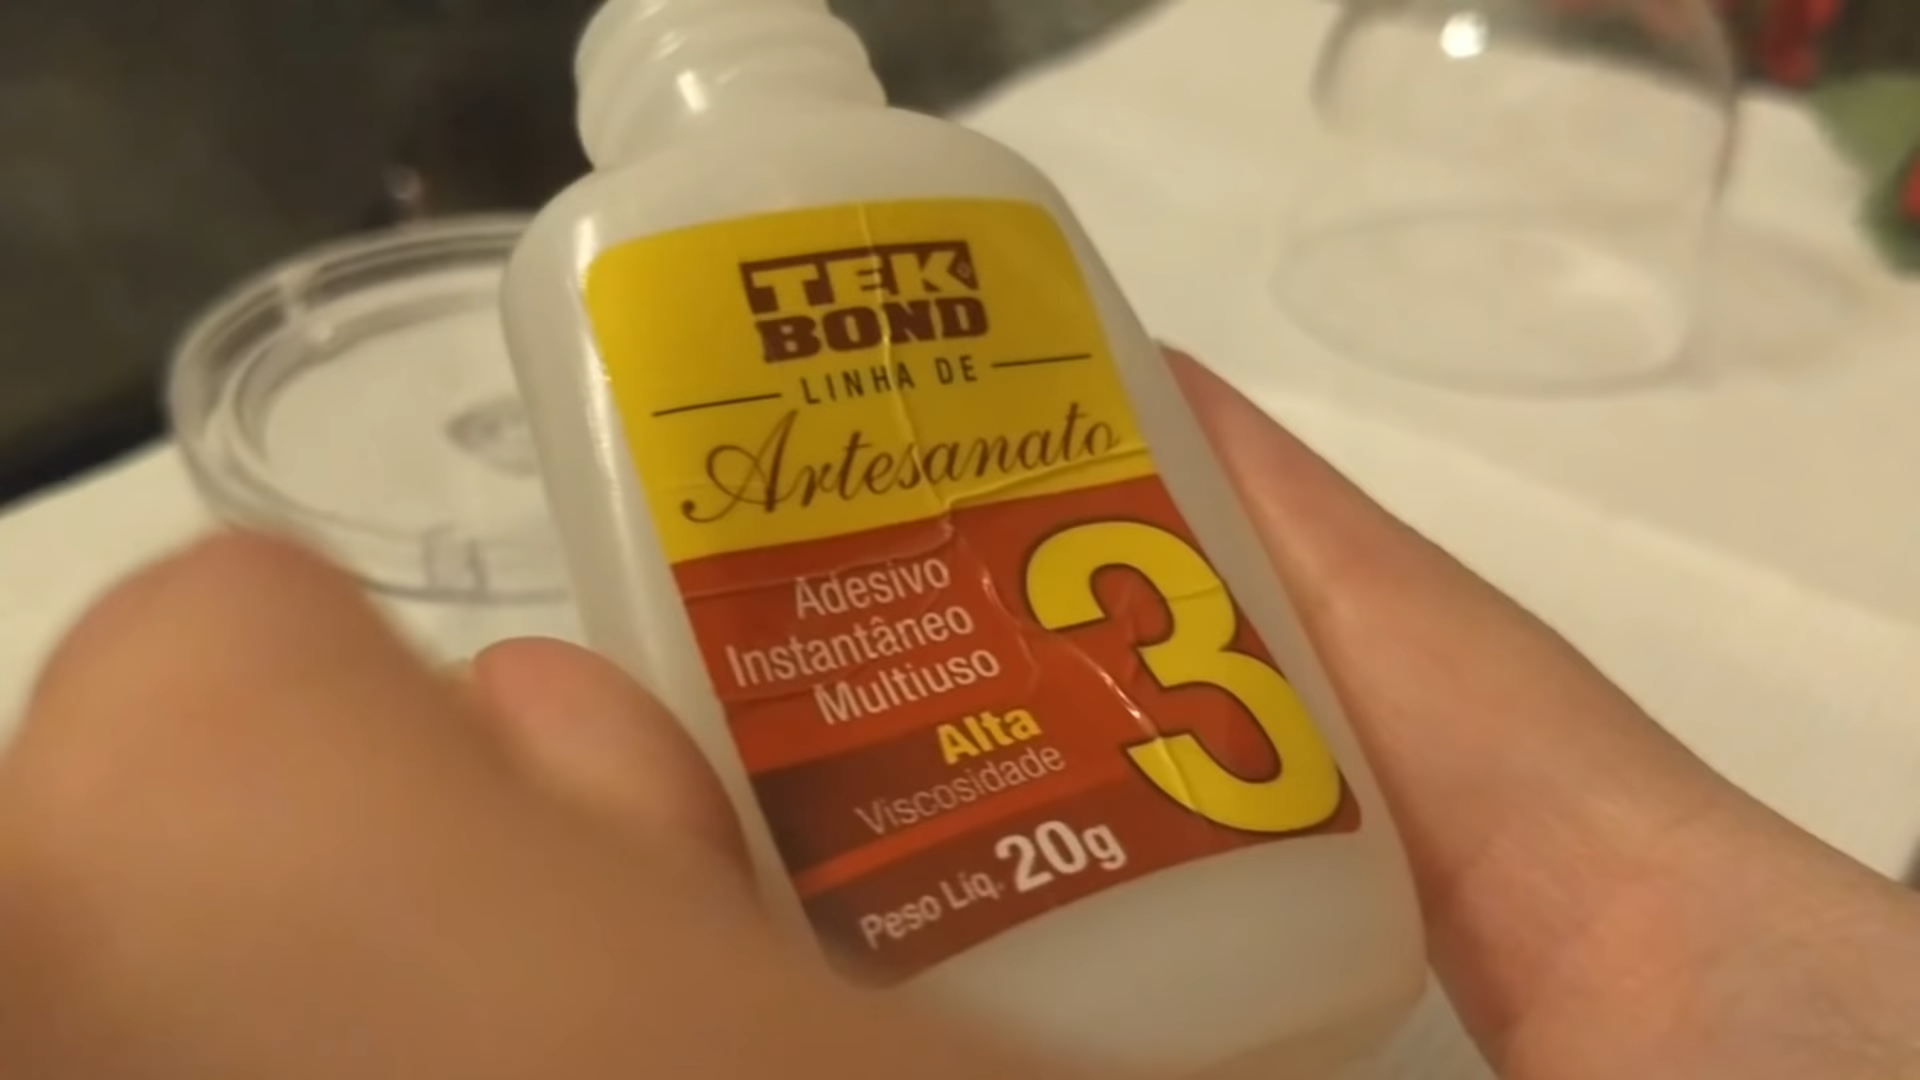 TEK
BOND
LINHA DE
Artesanato
Adesivo
Instantâneo
Multiuso
3
Alta
Viscosidade
Peso Líq. 20g